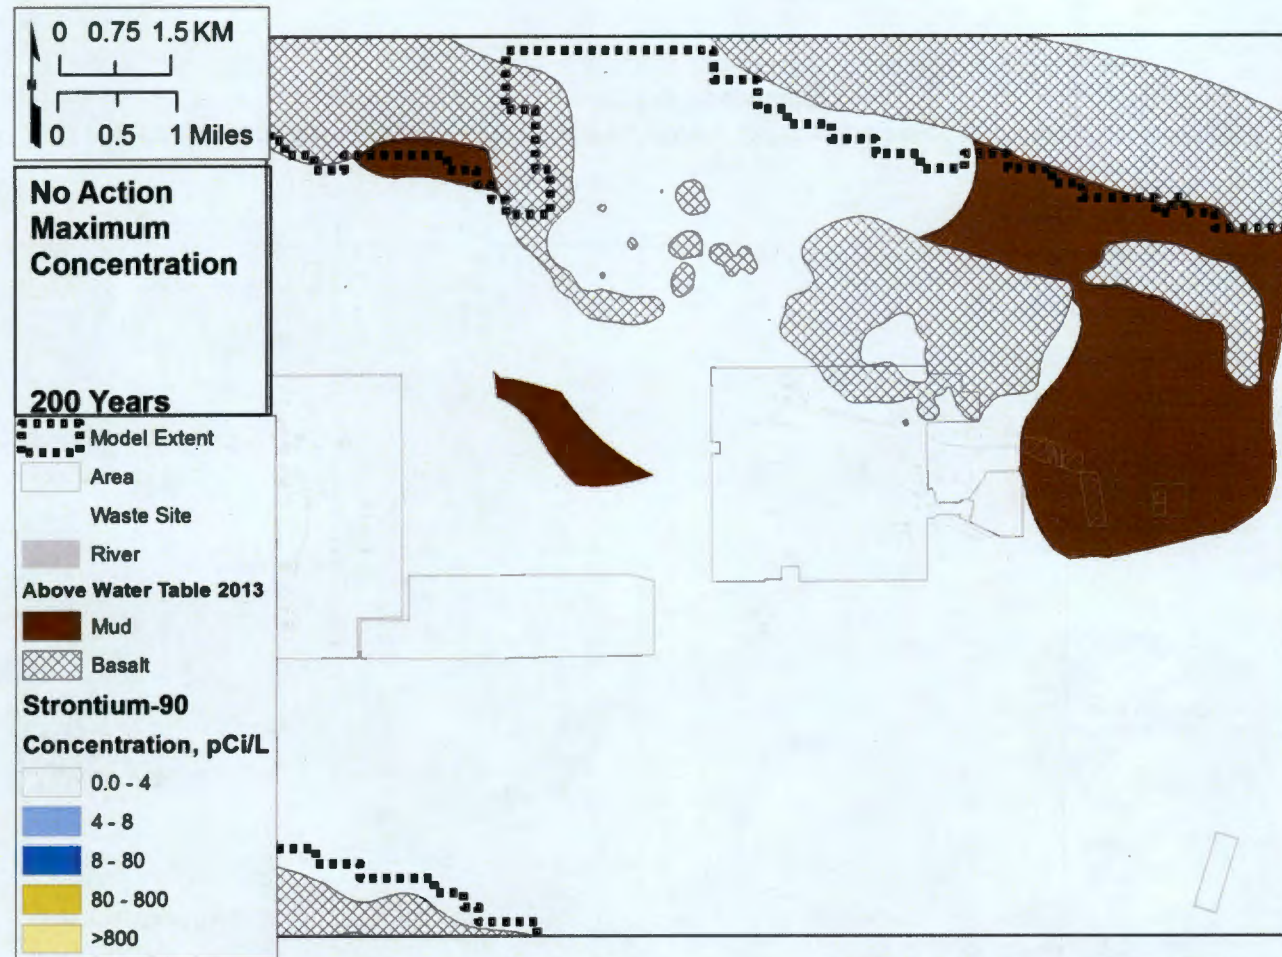 0 0.75 1.5 KM
0 0.5 1 Miles
No Action
Maximum
Concentration
200 Years
Model Extent
Area
Waste Site
River
Above Water Table 2013
Mud
Basalt
Strontium-90
Concentration, pCi/L
0.0 - 4
4 - 8
8 - 80
80 - 800
>800